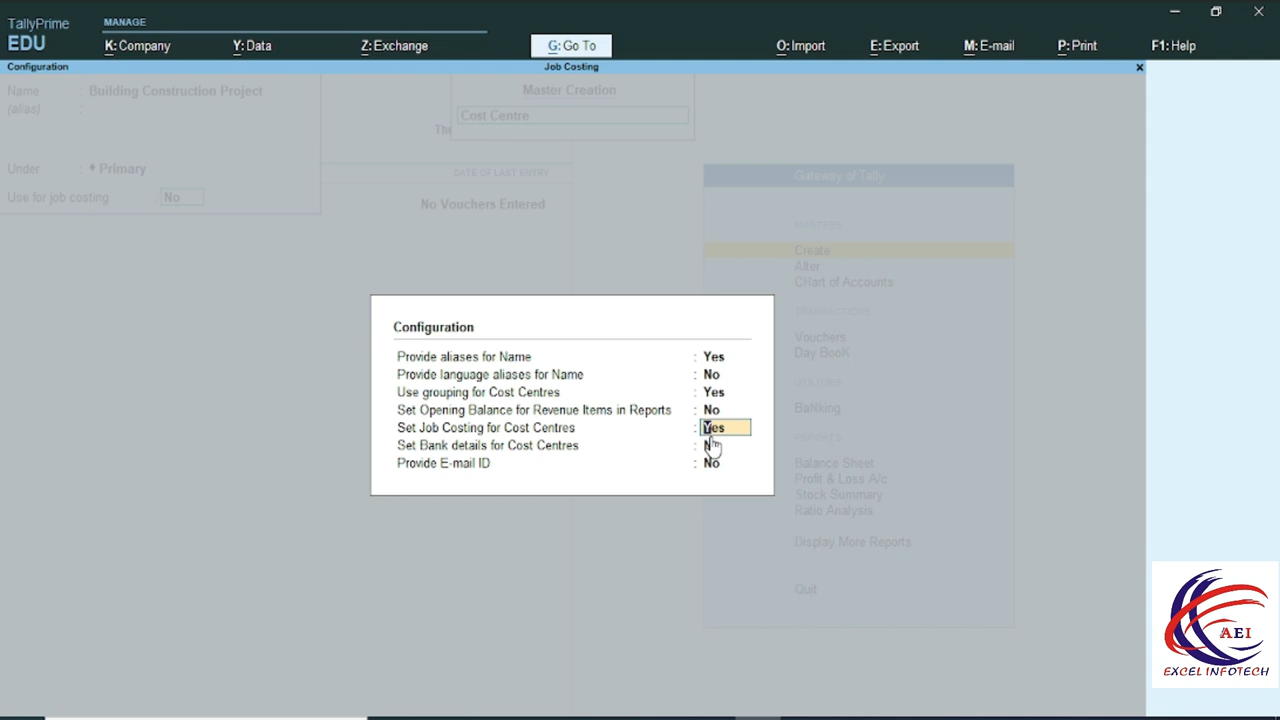 TallyPrime
EDU
MANAGE
K: Company
Y: Data
Z: Exchange
G: Go To
O: Import
E: Export
M: E-mail
P: Print
F1: Help
Configuration
Job Costing
Name : Building Construction Project
(alias) :
Under : ♦ Primary
Use for job costing : No
Master Creation
Cost Centre
DATE OF LAST ENTRY
No Vouchers Entered
Gateway of Tally
MASTERS
Create
Alter
CHart of Accounts
TRANSACTIONS
Vouchers
Day BooK
UTILITIES
BaNking
REPORTS
Balance Sheet
Profit & Loss A/c
Stock Summary
Ratio Analysis
Display More Reports
Quit
Configuration
Provide aliases for Name : Yes
Provide language aliases for Name : No
Use grouping for Cost Centres : Yes
Set Opening Balance for Revenue Items in Reports : No
Set Job Costing for Cost Centres : Yes
Set Bank details for Cost Centres :
Provide E-mail ID : No
AEI
EXCEL INFOTECH